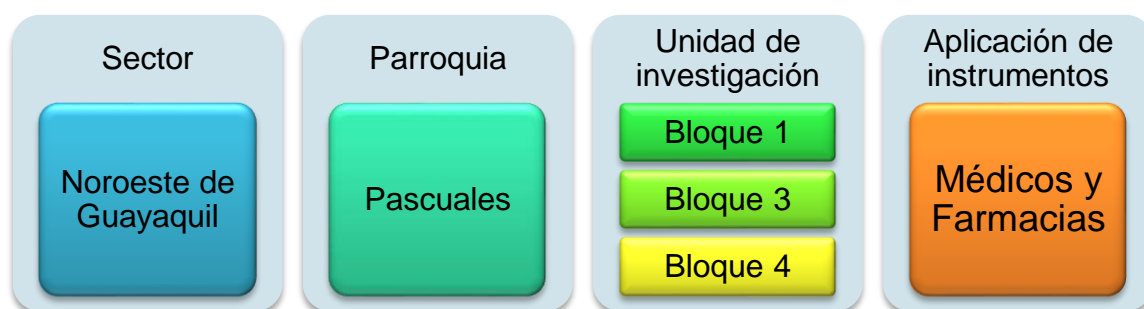 Sector
Noroeste de
Guayaquil
Parroquia
Pascuales
Unidad de
investigación
Bloque 1
Bloque 3
Bloque 4
Aplicación de
instrumentos
Médicos y
Farmacias